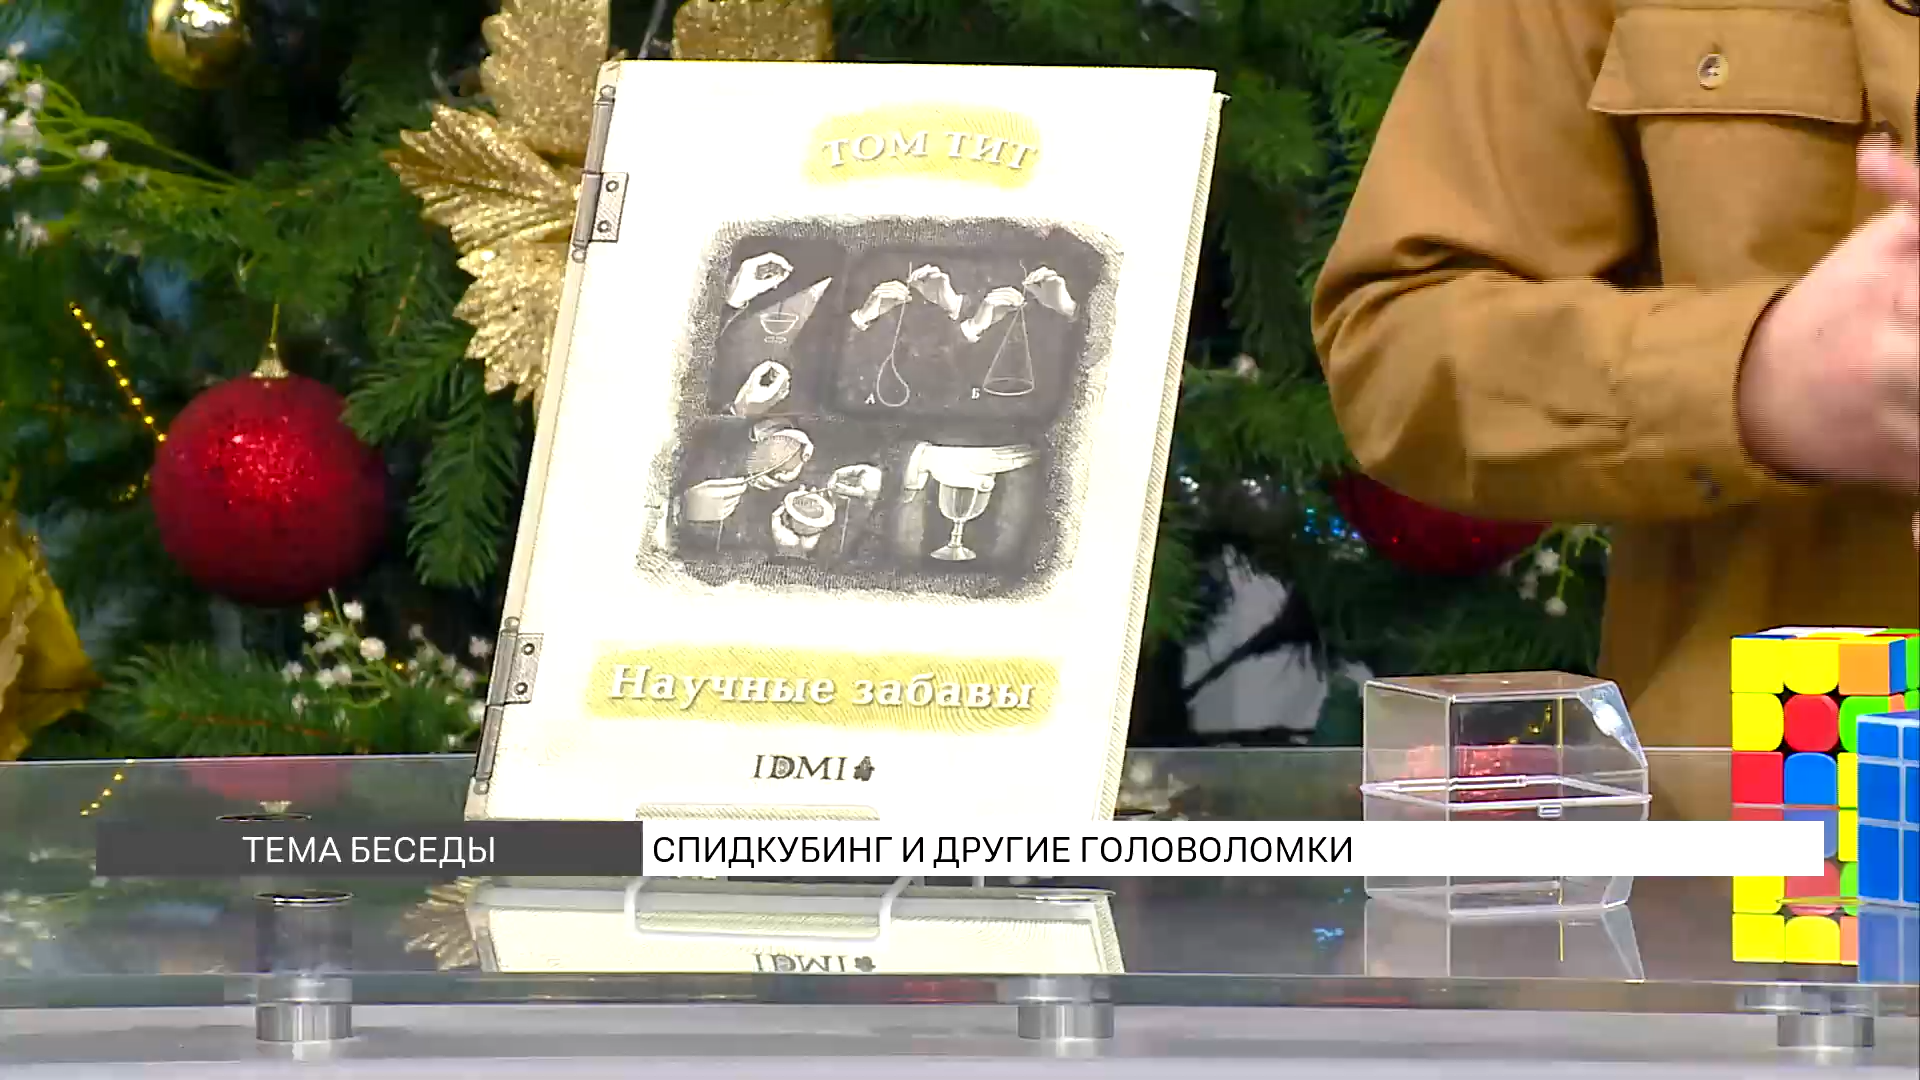 ТОМ ТИТ
А
Б
Научные забавы
IDMI
ТЕМА БЕСЕДЫ
СПИДКУБИНГ И ДРУГИЕ ГОЛОВОЛОМКИ